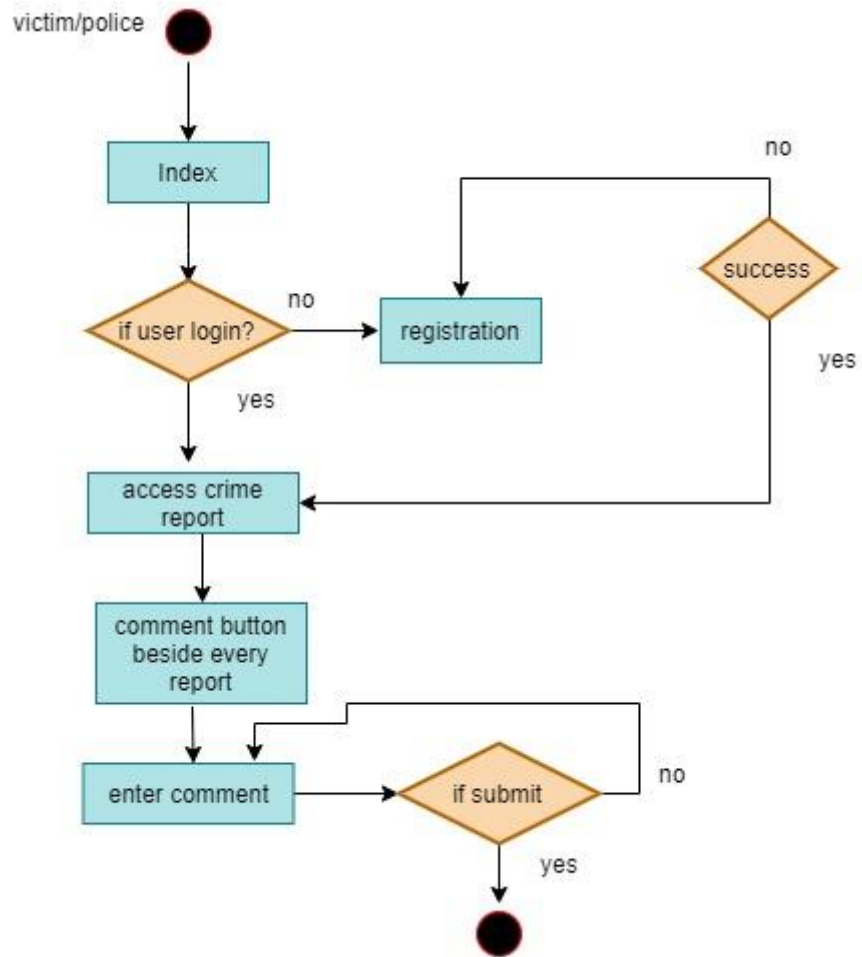 victim/police
Index
no
success
if user login?
no
registration
yes
yes
access crime
report
comment button
beside every
report
enter comment
if submit
no
yes